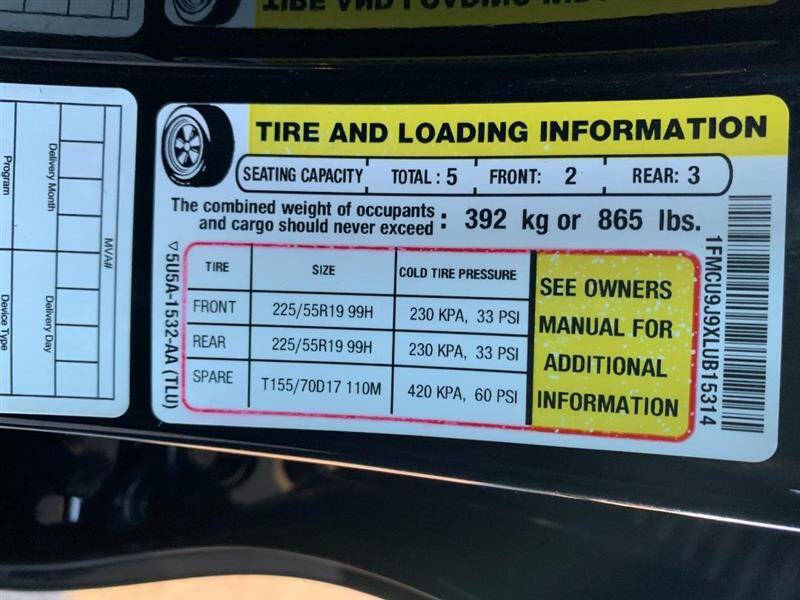 TIRE AND LOADING INFORMATION
SEATING CAPACITY TOTAL : 5 FRONT: 2 REAR: 3
The combined weight of occupants
and cargo should never exceed : 392 kg or 865 lbs.
TIRE SIZE COLD TIRE PRESSURE
FRONT 225/55R19 99H 230 KPA, 33 PSI
REAR 225/55R19 99H 230 KPA, 33 PSI
SPARE T155/70D17 110M 420 KPA, 60 PSI
SEE OWNERS
MANUAL FOR
ADDITIONAL
INFORMATION
5U5A-1532-AA (TLU)
1FMCU9J9XLUB15314
MVA#
Delivery Month
Delivery Day
Program
Device Type